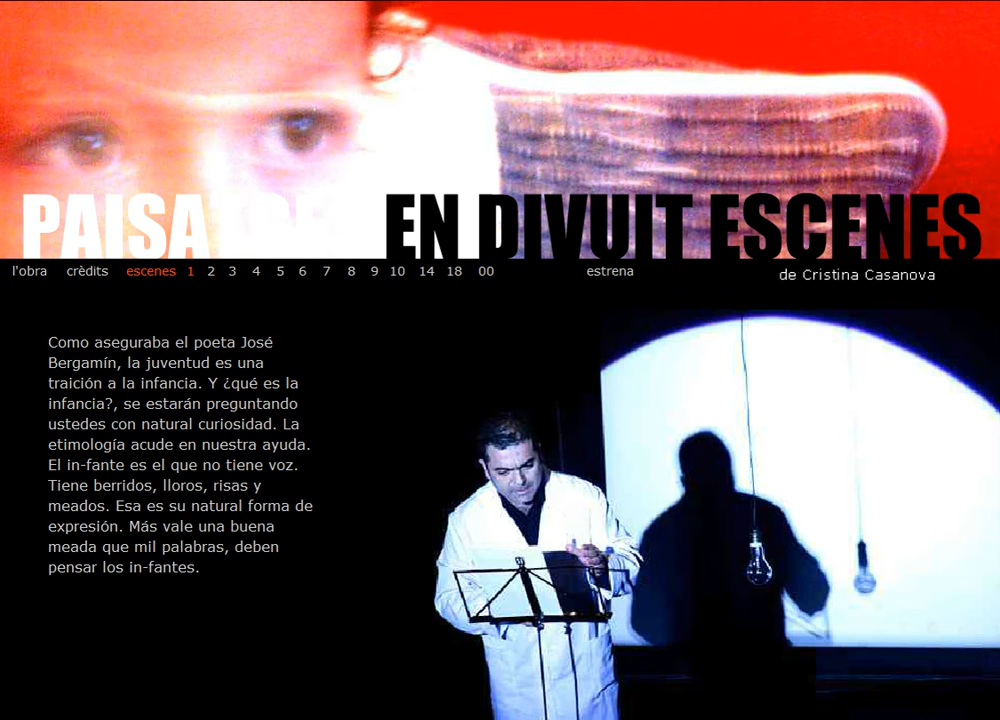 PAISATGES EN DIVUIT ESCENES
l'obra crèdits escenes 1 2 3 4 5 6 7 8 9 10 14 18 00 estrena de Cristina Casanova
Como aseguraba el poeta José
Bergamín, la juventud es una
traición a la infancia. Y ¿qué es la
infancia?, se estarán preguntando
ustedes con natural curiosidad. La
etimología acude en nuestra ayuda.
El in-fante es el que no tiene voz.
Tiene berridos, lloros, risas y
meados. Esa es su natural forma de
expresión. Más vale una buena
meada que mil palabras, deben
pensar los in-fantes.